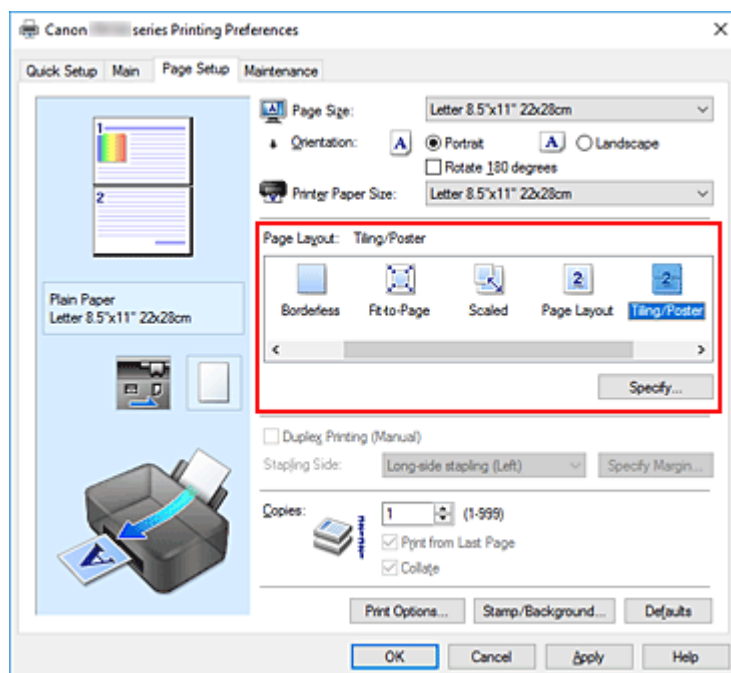 Canon series Printing Preferences
Quick Setup Main Page Setup Maintenance
1
2
Plain Paper
Letter 8.5"x11" 22x28cm
Page Size: Letter 8.5"x11" 22x28cm
Orientation: A Portrait A Landscape
Rotate 180 degrees
Printer Paper Size: Letter 8.5"x11" 22x28cm
Page Layout: Tiling/Poster
2 2
Borderless Fit-to-Page Scaled Page Layout Tiling/Poster
Specify...
Duplex Printing (Manual)
Stapling Side: Long-side stapling (Left) Specify Margin...
Copies: 1 (1-999)
Print from Last Page
Collate
A
Print Options... Stamp/Background... Defaults
OK Cancel Apply Help